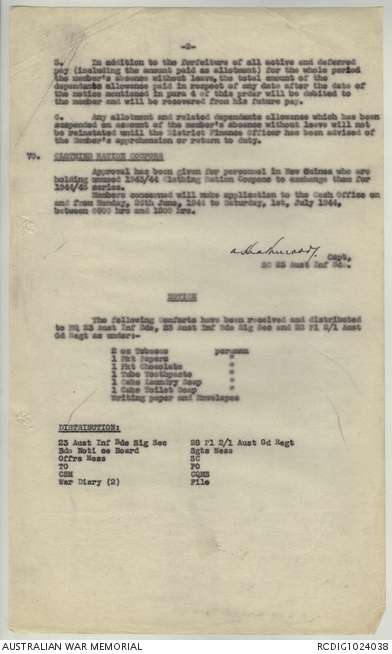 -2-
5. In addition to the forfeiture of all active and deferred
pay (including the amount paid as allotment) for the whole period
the member's absence without leave, the total amount of the
dependants allowance paid in respect of any date after the date of
the notice mentioned in para 4 of this order will be debited to
the member and will be recovered from his future pay.
6. Any allotment and related dependants allowance which has been
suspended on account of the member's absence without leave will not
be reinstated until the District Finance Officer has been advised of
the Member's apprehension or return to duty.
70. CLOTHING RATION COUPONS
Approval has been given for personnel in New Guinea who are
holding unused 1943/44 Clothing Ration Coupons to exchange them for
1944/45 series.
Members concerned will make application to the Cash Office on
and from Monday, 26th June, 1944 to Saturday, 1st, July 1944,
between 0900 hrs and 1200 hrs.
Capt,
SC 23 Aust Inf Bde.
NOTICE
The following Comforts have been received and distributed
to HQ 23 Aust Inf Bde, 23 Aust Inf Bde Sig Sec and 28 Pl 2/1 Aust
Gd Regt as under:-
2 oz Tobacco per man
1 Pkt Papers "
1 Pkt Chocolate "
1 Tube Toothpaste "
1 Cake Laundry Soap "
1 Cake Toilet Soap "
Writing paper and Envelopes
DISTRIBUTION:
23 Aust Inf Bde Sig Sec 28 Pl 2/1 Aust Gd Regt
Bde Noti ce Board Sgts Mess
Offrs Mess SC
TO PO
CSM CQMS
War Diary (2) File
AUSTRALIAN WAR MEMORIAL RCDIG1024038